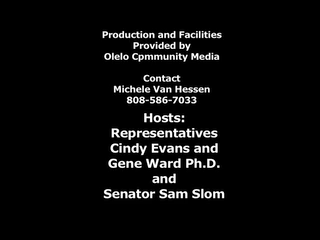 Production and Facilities
Provided by
Olelo Cpmmunity Media
Contact
Michele Van Hessen
808-586-7033
Hosts:
Representatives
Cindy Evans and
Gene Ward Ph.D.
and
Senator Sam Slom